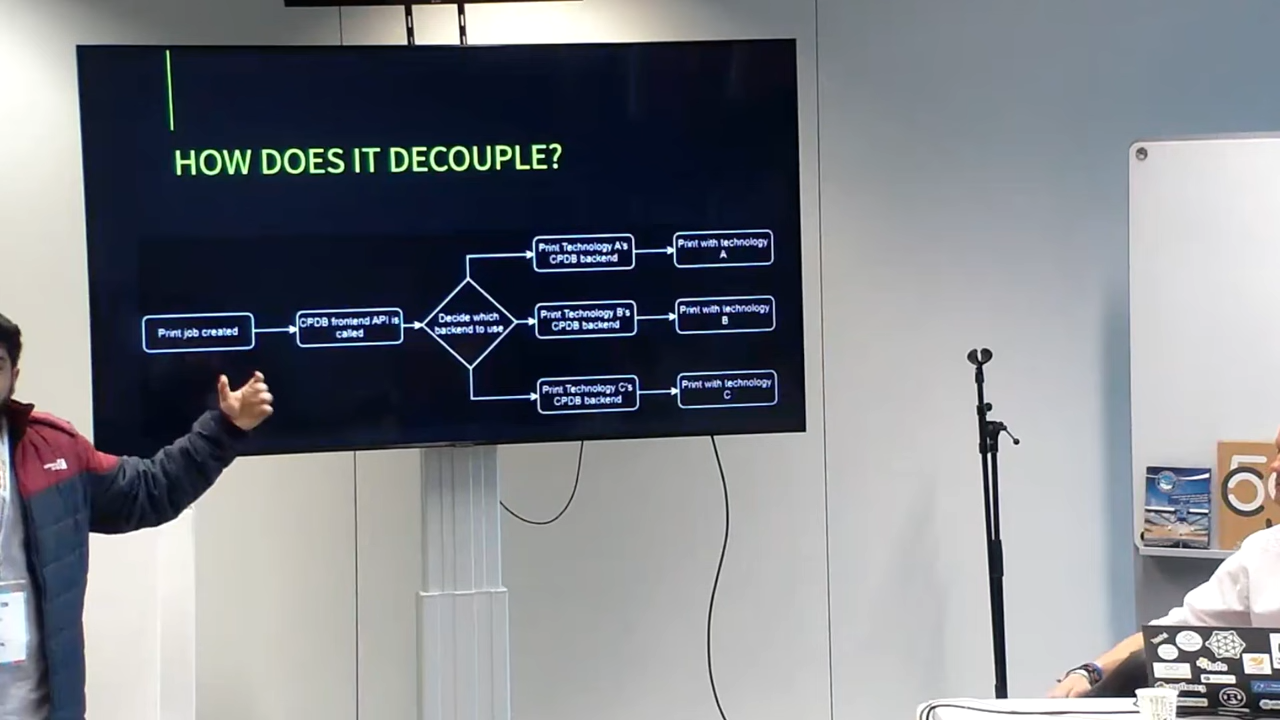 HOW DOES IT DECOUPLE?
Print job created
CPDB frontend API is
called
Decide which
backend to use
Print Technology A's
CPDB backend
Print with technology
A
Print Technology B's
CPDB backend
Print with technology
B
Print Technology C's
CPDB backend
Print with technology
C